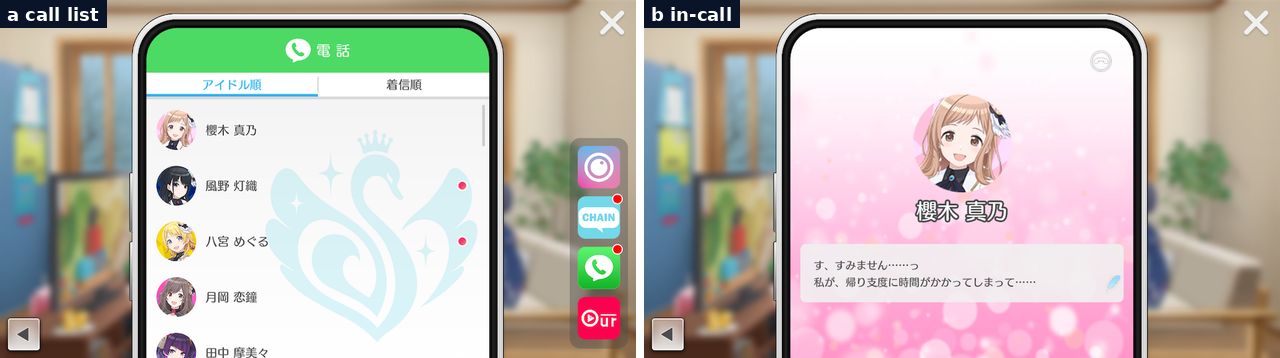 a call list
電話
アイドル順
着信順
櫻木 真乃
風野 灯織
八宮 めぐる
月岡 恋鐘
田中 摩美々
CHAIN
Our
b in-call
櫻木 真乃
す、すみません……っ
私が、帰り支度に時間がかかってしまって……